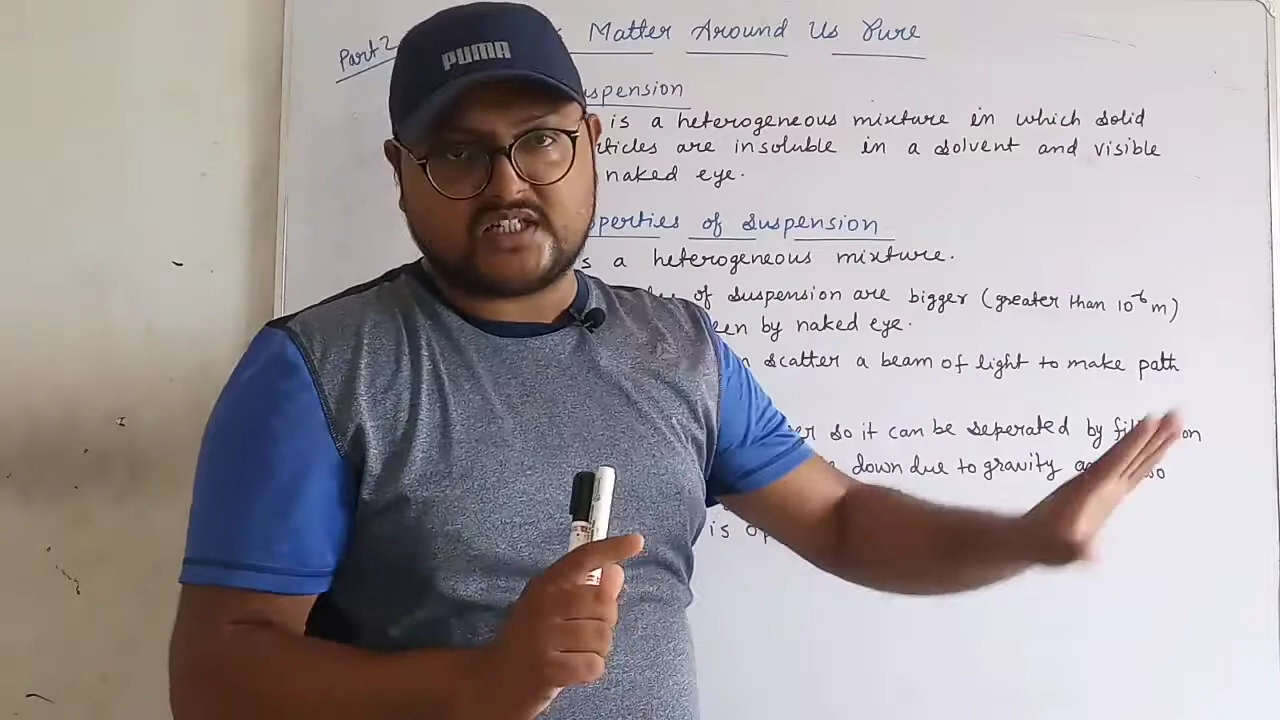 Part 2
Matter Around Us Pure
PUMA
uspension
is a heterogeneous mixture in which solid
rticles are insoluble in a solvent and visible
naked eye.
perties of Suspension
s a heterogeneous mixture.
of suspension are bigger (greater than 10⁻⁶m)
een by naked eye.
n scatter a beam of light to make path
er so it can be seperated by
down due to gravity
is